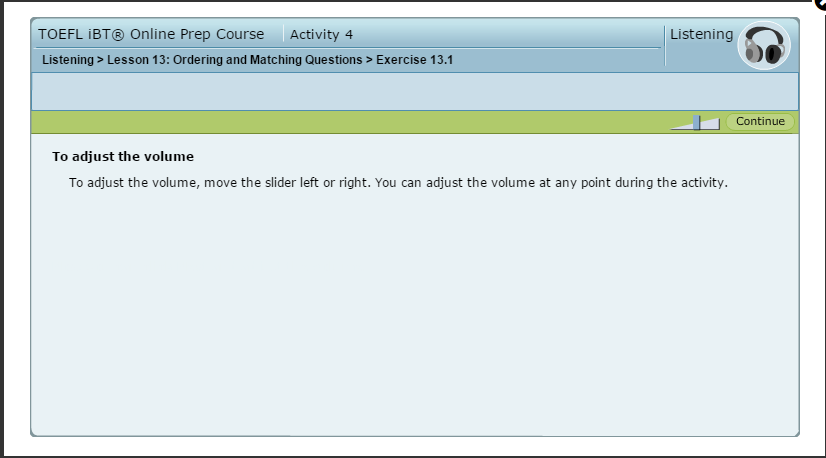 TOEFL iBT® Online Prep Course Activity 4 Listening
Listening > Lesson 13: Ordering and Matching Questions > Exercise 13.1
Continue
To adjust the volume
To adjust the volume, move the slider left or right. You can adjust the volume at any point during the activity.